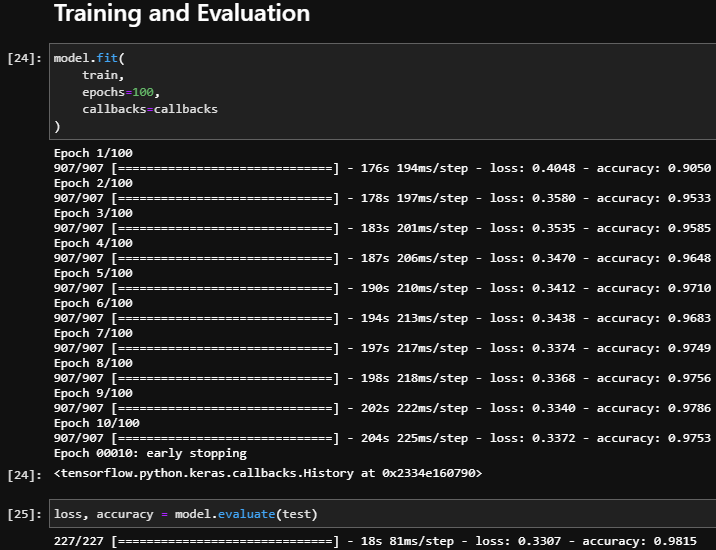 Training and Evaluation
[24]: model.fit(
    train,
    epochs=100,
    callbacks=callbacks
)
Epoch 1/100
907/907 [==============================] - 176s 194ms/step - loss: 0.4048 - accuracy: 0.9050
Epoch 2/100
907/907 [==============================] - 178s 197ms/step - loss: 0.3580 - accuracy: 0.9533
Epoch 3/100
907/907 [==============================] - 183s 201ms/step - loss: 0.3535 - accuracy: 0.9585
Epoch 4/100
907/907 [==============================] - 187s 206ms/step - loss: 0.3470 - accuracy: 0.9648
Epoch 5/100
907/907 [==============================] - 190s 210ms/step - loss: 0.3412 - accuracy: 0.9710
Epoch 6/100
907/907 [==============================] - 194s 213ms/step - loss: 0.3438 - accuracy: 0.9683
Epoch 7/100
907/907 [==============================] - 197s 217ms/step - loss: 0.3374 - accuracy: 0.9749
Epoch 8/100
907/907 [==============================] - 198s 218ms/step - loss: 0.3368 - accuracy: 0.9756
Epoch 9/100
907/907 [==============================] - 202s 222ms/step - loss: 0.3340 - accuracy: 0.9786
Epoch 10/100
907/907 [==============================] - 204s 225ms/step - loss: 0.3372 - accuracy: 0.9753
Epoch 00010: early stopping
[24]: <tensorflow.python.keras.callbacks.History at 0x2334e160790>
[25]: loss, accuracy = model.evaluate(test)
227/227 [==============================] - 18s 81ms/step - loss: 0.3307 - accuracy: 0.9815